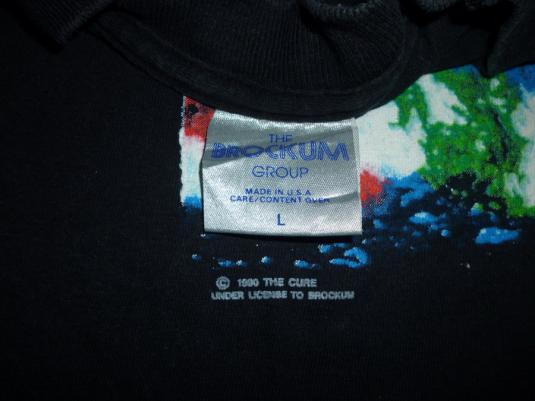 THE
BROCKUM
GROUP
MADE IN U.S.A
CARE/CONTENT OVER
L
© 1990 THE CURE
UNDER LICENSE TO BROCKUM